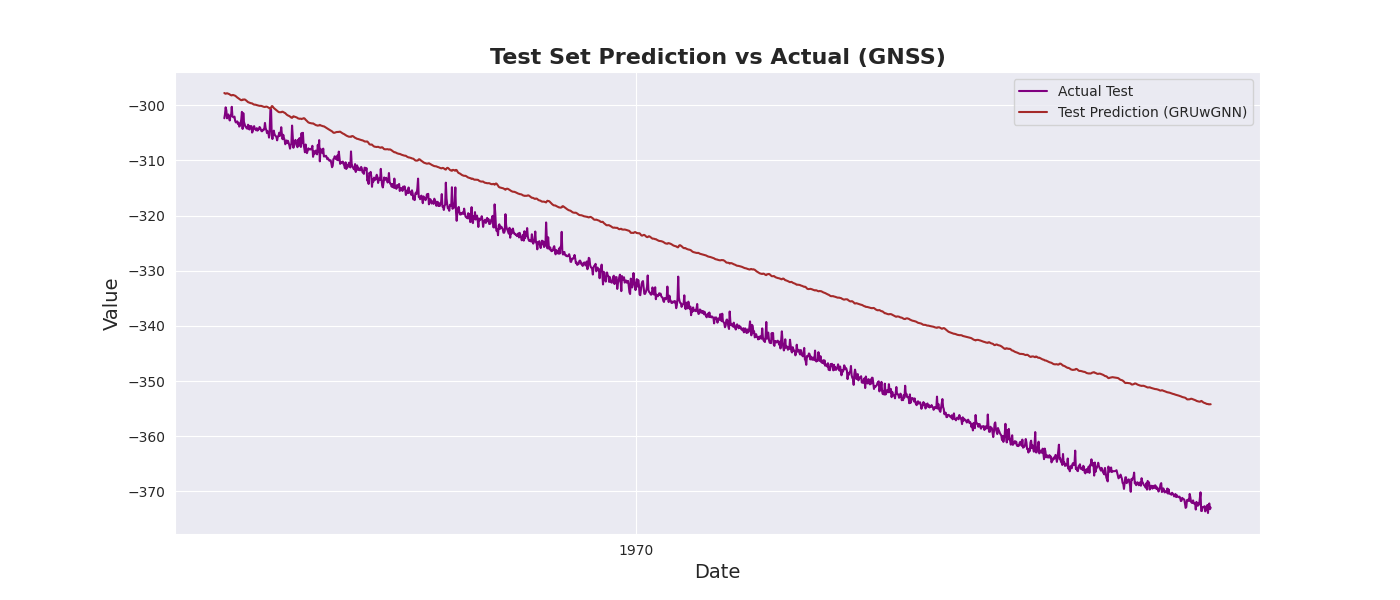 Test Set Prediction vs Actual (GNSS)
Actual Test
Test Prediction (GRUwGNN)
Value
−300
−310
−320
−330
−340
−350
−360
−370
1970
Date